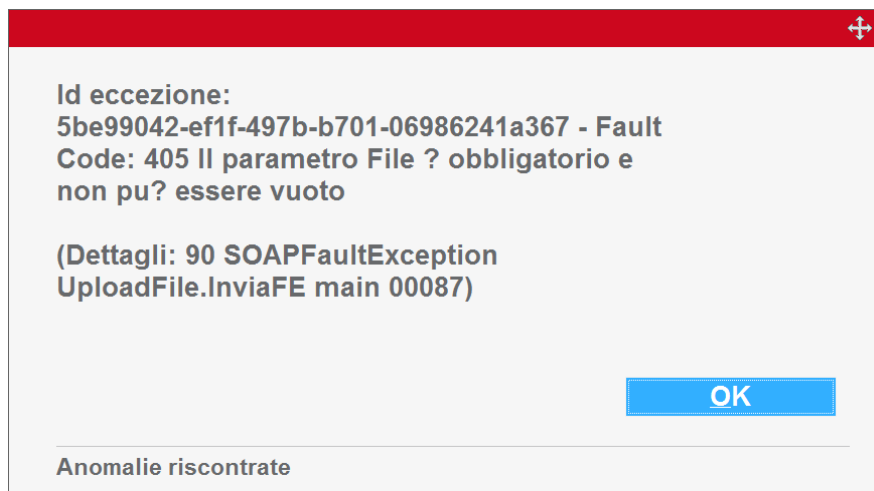 Id eccezione:
5be99042-ef1f-497b-b701-06986241a367 - Fault
Code: 405 Il parametro File ? obbligatorio e
non pu? essere vuoto
(Dettagli: 90 SOAPFaultException
UploadFile.InviaFE main 00087)
OK
Anomalie riscontrate